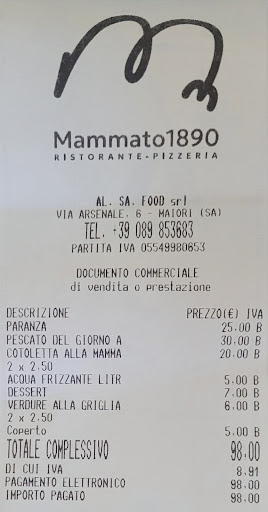 Mammato1890
RISTORANTE-PIZZERIA
AL. SA. FOOD srl
VIA ARSENALE, 6 - MAIORI (SA)
TEL. +39 089 853683
PARTITA IVA 05549980653
DOCUMENTO COMMERCIALE
di vendita o prestazione
DESCRIZIONE PREZZO(€) IVA
PARANZA 25.00 B
PESCATO DEL GIORNO A 30.00 B
COTOLETTA ALLA MAMMA 20.00 B
2 x 2.50
ACQUA FRIZZANTE LITR 5.00 B
DESSERT 7.00 B
VERDURE ALLA GRIGLIA 6.00 B
2 x 2.50
Coperto 5.00 B
TOTALE COMPLESSIVO 98.00
DI CUI IVA 8.91
PAGAMENTO ELETTRONICO 98.00
IMPORTO PAGATO 98.00